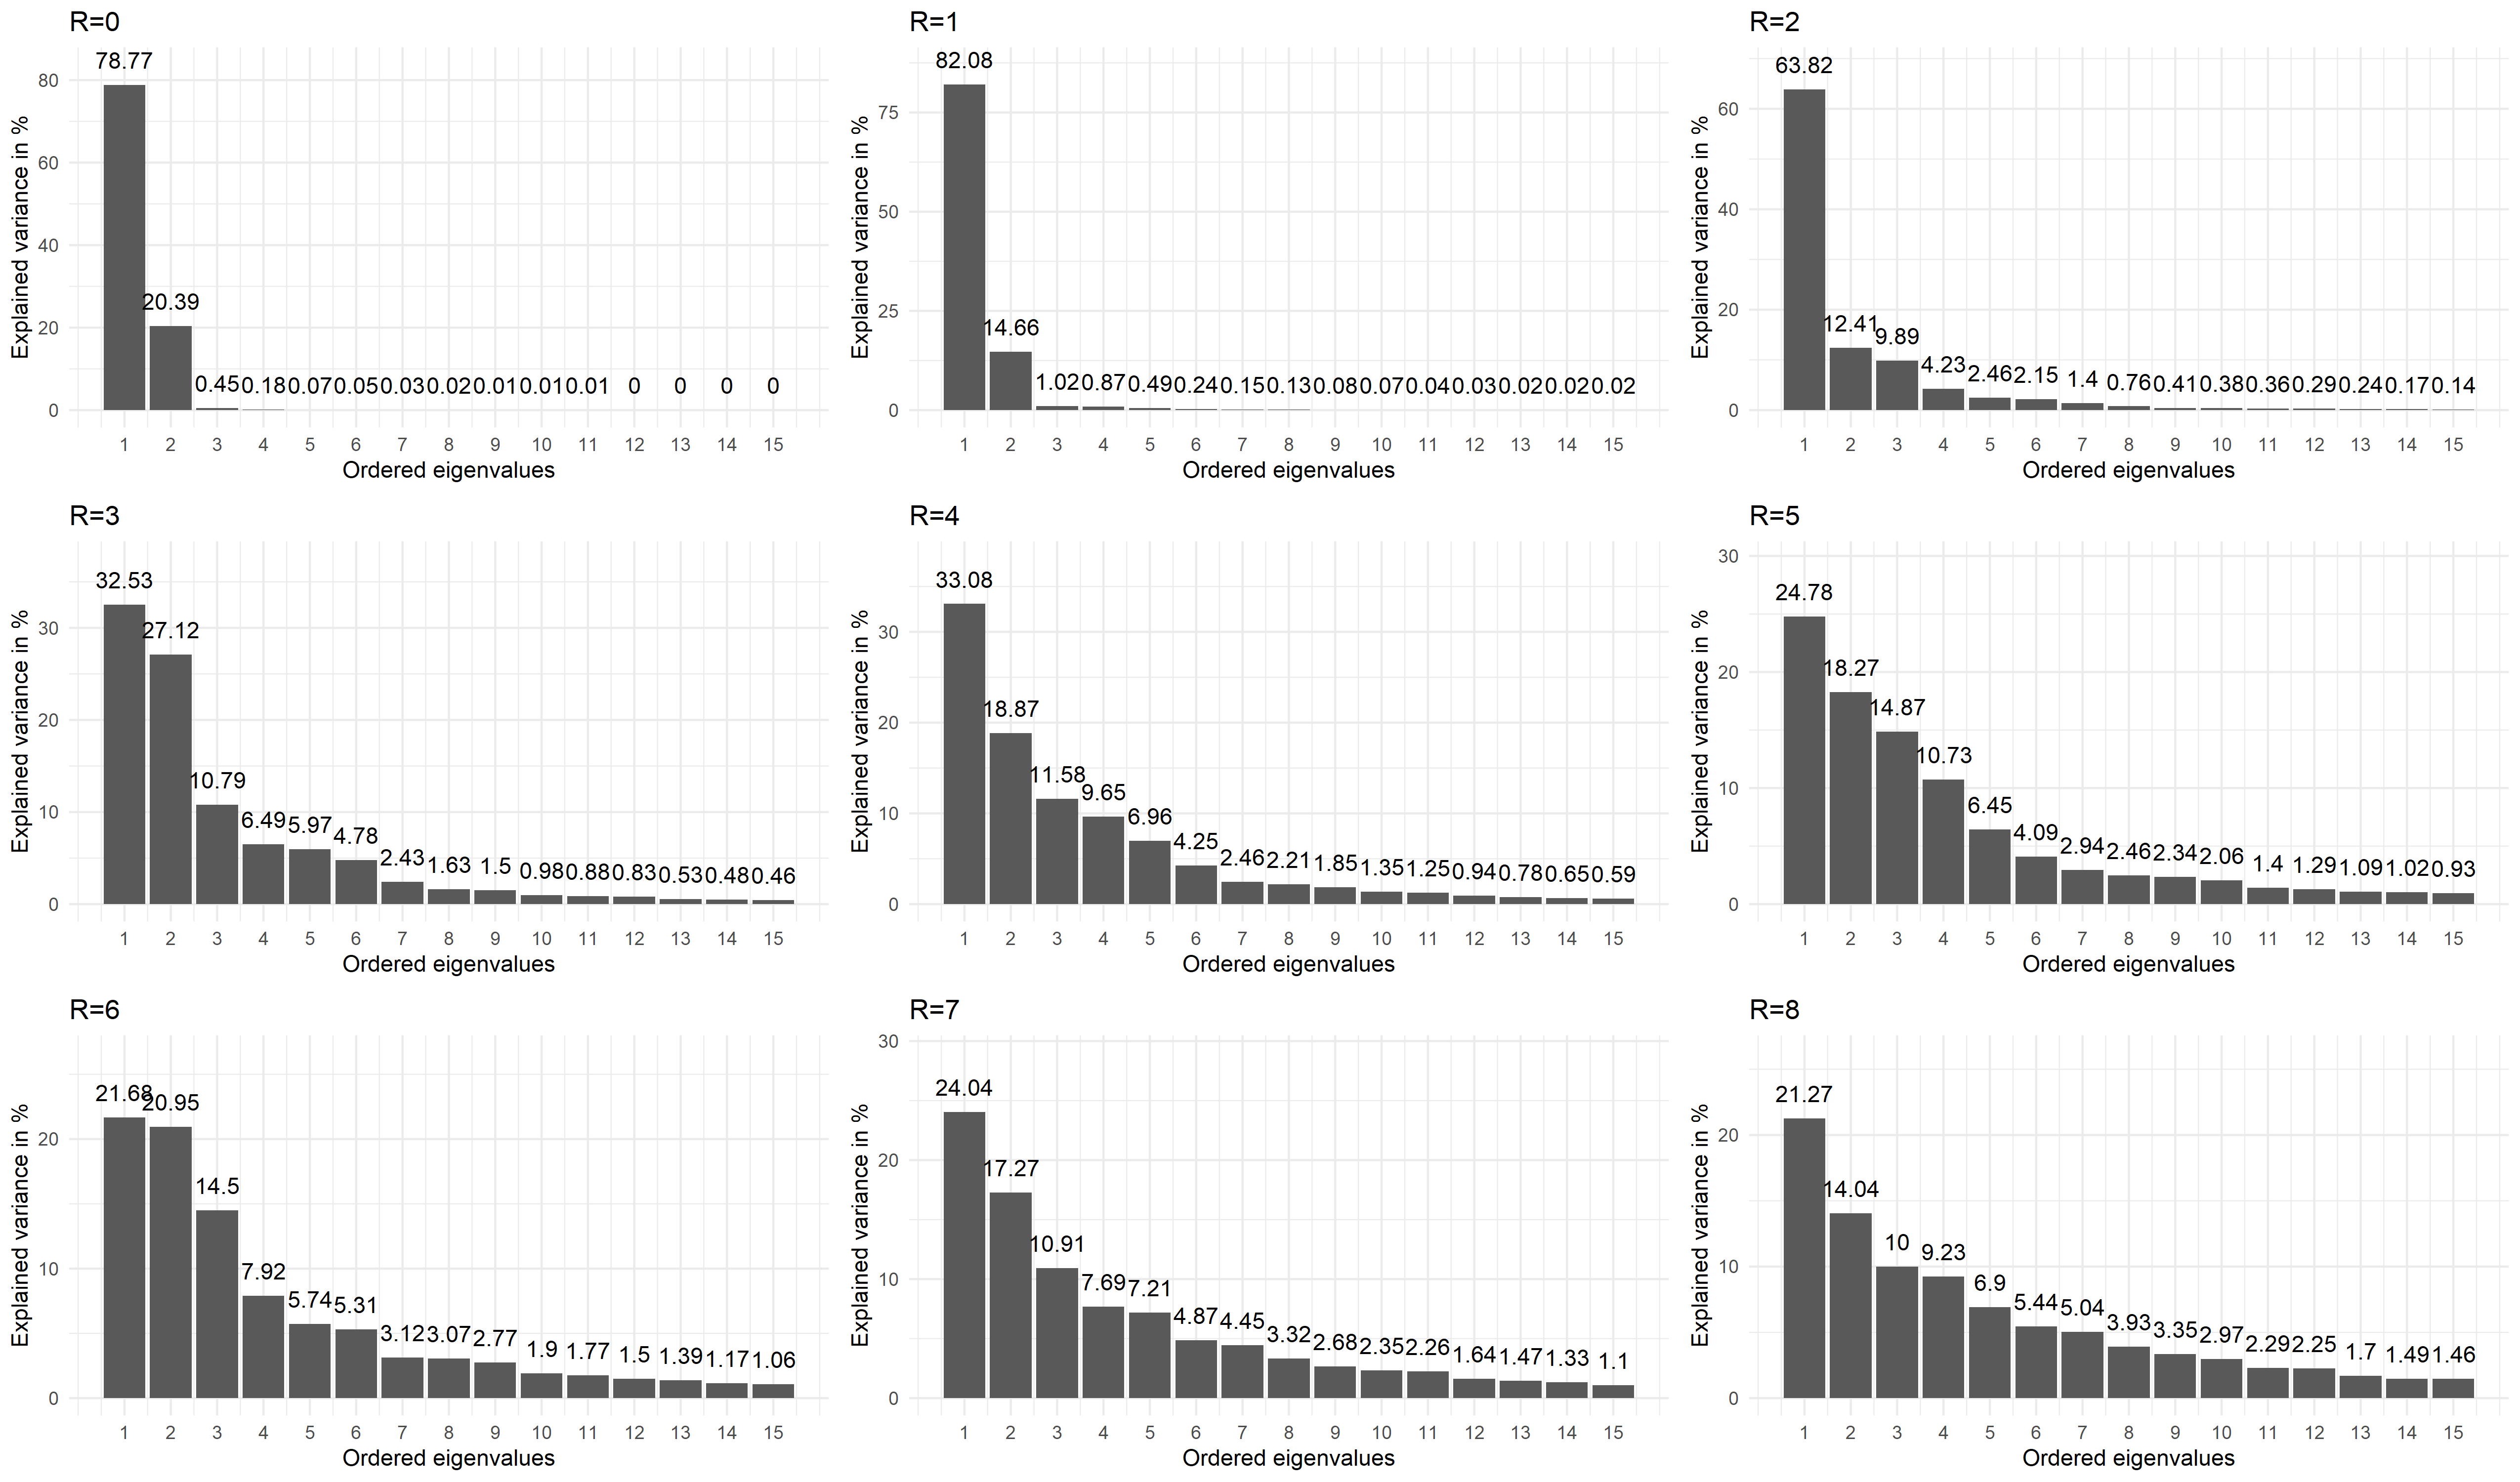 R=0
Explained variance in %
80
60
40
20
0
78.77
20.39
0.45 0.18 0.07 0.05 0.03 0.02 0.01 0.01 0.01 0 0 0 0
1 2 3 4 5 6 7 8 9 10 11 12 13 14 15
Ordered eigenvalues
R=1
Explained variance in %
75
50
25
0
82.08
14.66
1.02 0.87 0.49 0.24 0.15 0.13 0.08 0.07 0.04 0.03 0.02 0.02 0.02
1 2 3 4 5 6 7 8 9 10 11 12 13 14 15
Ordered eigenvalues
R=2
Explained variance in %
60
40
20
0
63.82
12.41 9.89 4.23 2.46 2.15 1.4 0.76 0.41 0.38 0.36 0.29 0.24 0.17 0.14
1 2 3 4 5 6 7 8 9 10 11 12 13 14 15
Ordered eigenvalues
R=3
Explained variance in %
30
20
10
0
32.53 27.12 10.79 6.49 5.97 4.78 2.43 1.63 1.5 0.98 0.88 0.83 0.53 0.48 0.46
1 2 3 4 5 6 7 8 9 10 11 12 13 14 15
Ordered eigenvalues
R=4
Explained variance in %
30
20
10
0
33.08 18.87 11.58 9.65 6.96 4.25 2.46 2.21 1.85 1.35 1.25 0.94 0.78 0.65 0.59
1 2 3 4 5 6 7 8 9 10 11 12 13 14 15
Ordered eigenvalues
R=5
Explained variance in %
30
20
10
0
24.78 18.27 14.87 10.73 6.45 4.09 2.94 2.46 2.34 2.06 1.4 1.29 1.09 1.02 0.93
1 2 3 4 5 6 7 8 9 10 11 12 13 14 15
Ordered eigenvalues
R=6
Explained variance in %
20
10
0
21.68 20.95 14.5 7.92 5.74 5.31 3.12 3.07 2.77 1.9 1.77 1.5 1.39 1.17 1.06
1 2 3 4 5 6 7 8 9 10 11 12 13 14 15
Ordered eigenvalues
R=7
Explained variance in %
30
20
10
0
24.04 17.27 10.91 7.69 7.21 4.87 4.45 3.32 2.68 2.35 2.26 1.64 1.47 1.33 1.1
1 2 3 4 5 6 7 8 9 10 11 12 13 14 15
Ordered eigenvalues
R=8
Explained variance in %
20
10
0
21.27 14.04 10 9.23 6.9 5.44 5.04 3.93 3.35 2.97 2.29 2.25 1.7 1.49 1.46
1 2 3 4 5 6 7 8 9 10 11 12 13 14 15
Ordered eigenvalues